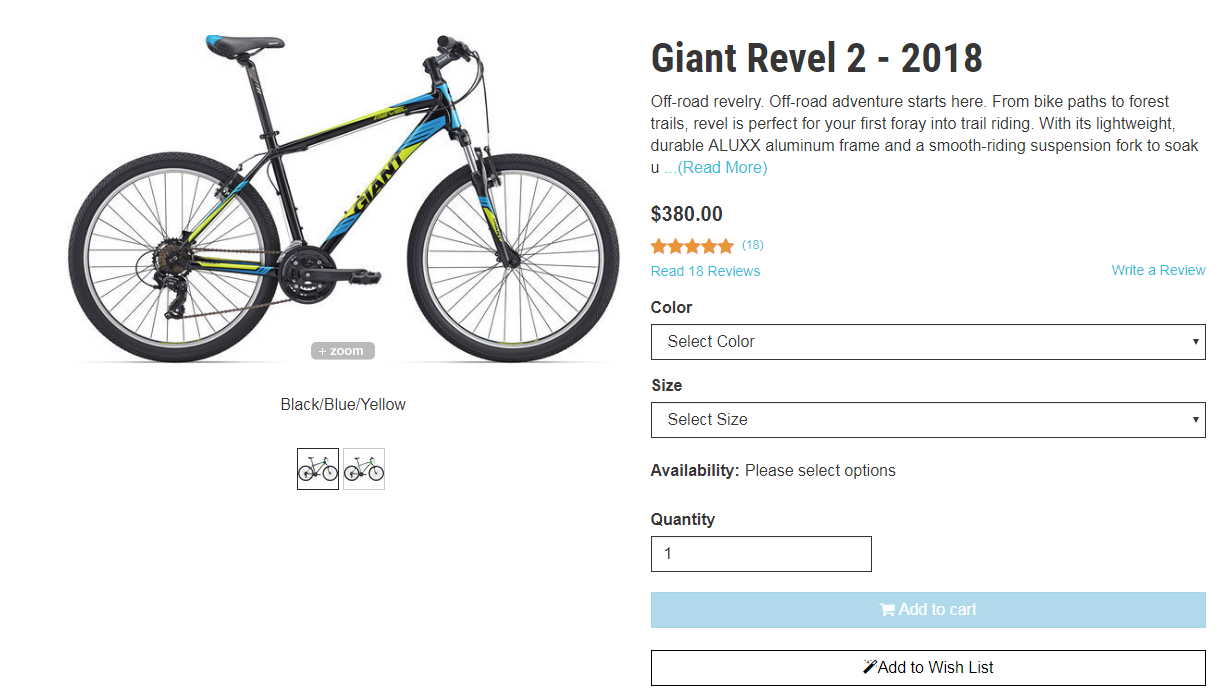 Giant Revel 2 - 2018
Off-road revelry. Off-road adventure starts here. From bike paths to forest
trails, revel is perfect for your first foray into trail riding. With its lightweight,
durable ALUXX aluminum frame and a smooth-riding suspension fork to soak
u ...(Read More)
$380.00
(18)
Read 18 Reviews
Write a Review
Color
Select Color
Size
Select Size
Availability: Please select options
Quantity
1
Add to cart
Add to Wish List
GIANT
+ zoom
Black/Blue/Yellow